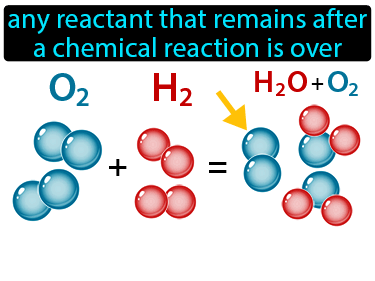 any reactant that remains after
a chemical reaction is over
O₂ H₂ H₂O + O₂
+ =